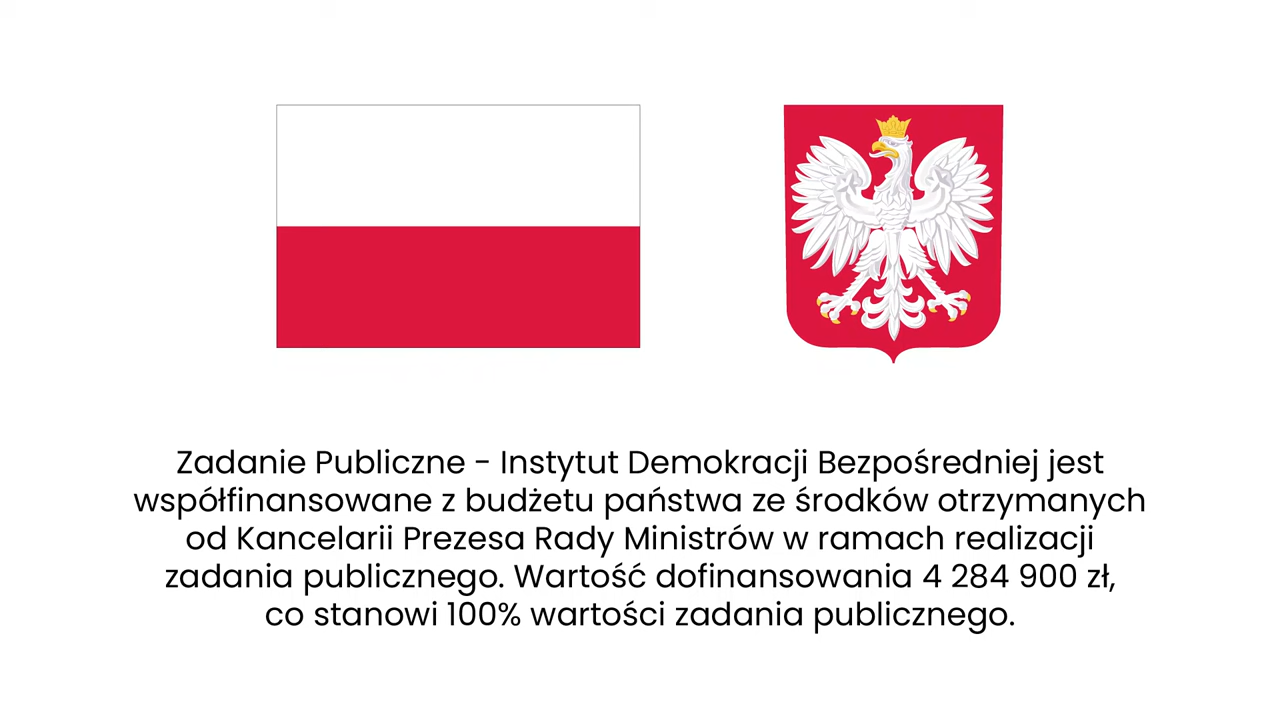 Zadanie Publiczne - Instytut Demokracji Bezpośredniej jest
współfinansowane z budżetu państwa ze środków otrzymanych
od Kancelarii Prezesa Rady Ministrów w ramach realizacji
zadania publicznego. Wartość dofinansowania 4 284 900 zł,
co stanowi 100% wartości zadania publicznego.